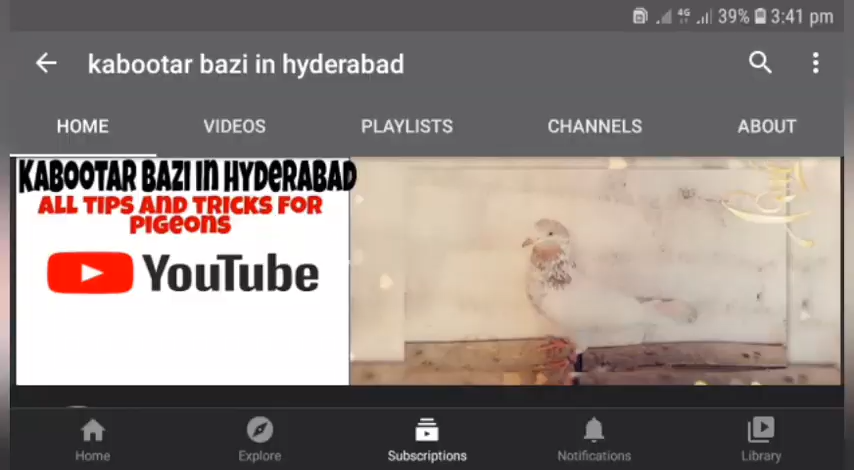 4G 39% 3:41 pm
kabootar bazi in hyderabad
HOME VIDEOS PLAYLISTS CHANNELS ABOUT
KABOOTAR BAZI IN HYDERABAD
ALL TIPS AND TRICKS FOR
PIGEONS
YouTube
Home Explore Subscriptions Notifications Library